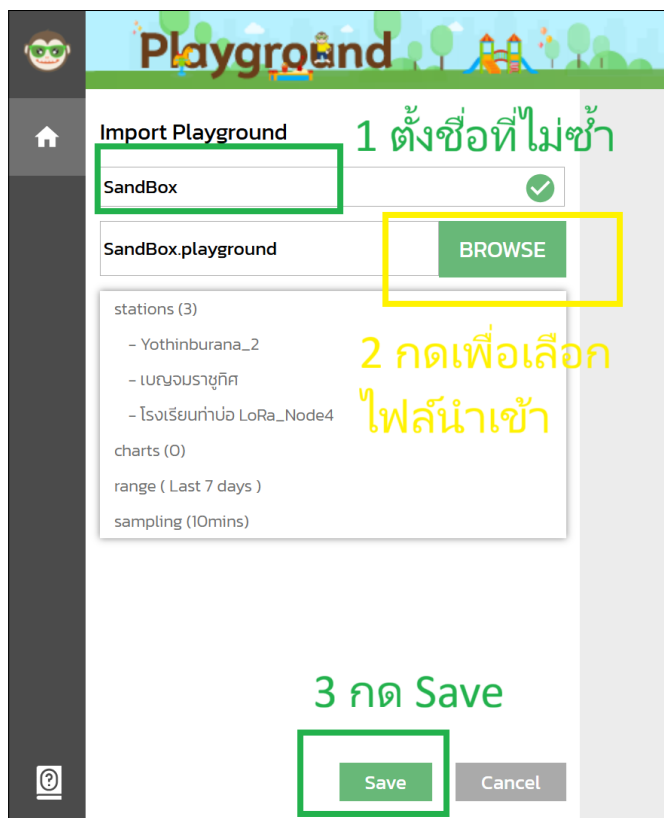 Playground
Import Playground
1 ตั้งชื่อที่ไม่ซ้ำ
SandBox
SandBox.playground
BROWSE
stations (3)
- Yothinburana_2
- เบญจมราชูทิศ
- โรงเรียนท่าบ่อ LoRa_Node4
charts (0)
range ( Last 7 days )
sampling (10mins)
2 กดเพื่อเลือก
ไฟล์นำเข้า
3 กด Save
Save
Cancel